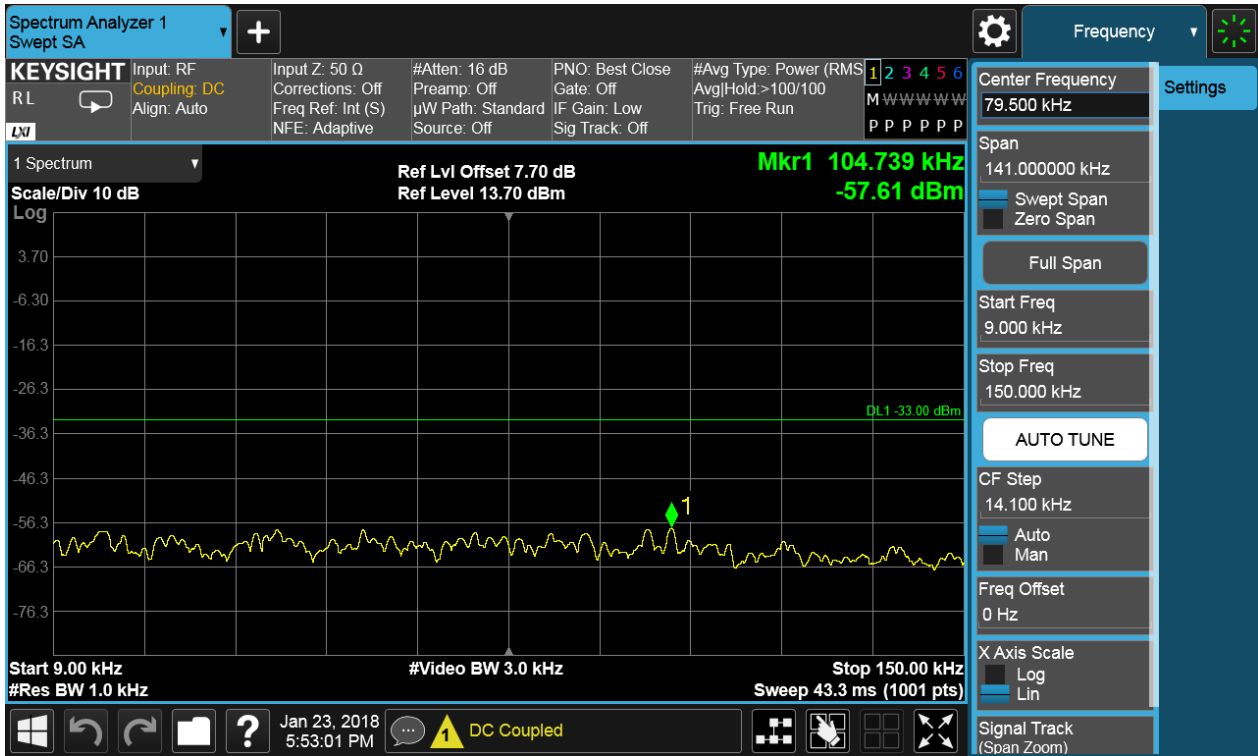 Spectrum Analyzer 1
Swept SA
+
Frequency
KEYSIGHT
RL
LXI
Input: RF
Coupling: DC
Align: Auto
Input Z: 50 Ω
Corrections: Off
Freq Ref: Int (S)
NFE: Adaptive
#Atten: 16 dB
Preamp: Off
µW Path: Standard
Source: Off
PNO: Best Close
Gate: Off
IF Gain: Low
Sig Track: Off
#Avg Type: Power (RMS
Avg|Hold:>100/100
Trig: Free Run
1 2 3 4 5 6
M W W W W W
P P P P P P
1 Spectrum
Scale/Div 10 dB
Log
Ref Lvl Offset 7.70 dB
Ref Level 13.70 dBm
Mkr1 104.739 kHz
-57.61 dBm
3.70
-6.30
-16.3
-26.3
DL1 -33.00 dBm
-36.3
-46.3
1
-56.3
-66.3
-76.3
Start 9.00 kHz
#Video BW 3.0 kHz
Stop 150.00 kHz
#Res BW 1.0 kHz
Sweep 43.3 ms (1001 pts)
Center Frequency
79.500 kHz
Span
141.000000 kHz
Swept Span
Zero Span
Full Span
Start Freq
9.000 kHz
Stop Freq
150.000 kHz
AUTO TUNE
CF Step
14.100 kHz
Auto
Man
Freq Offset
0 Hz
X Axis Scale
Log
Lin
Signal Track
(Span Zoom)
Settings
?
Jan 23, 2018
5:53:01 PM
1
DC Coupled